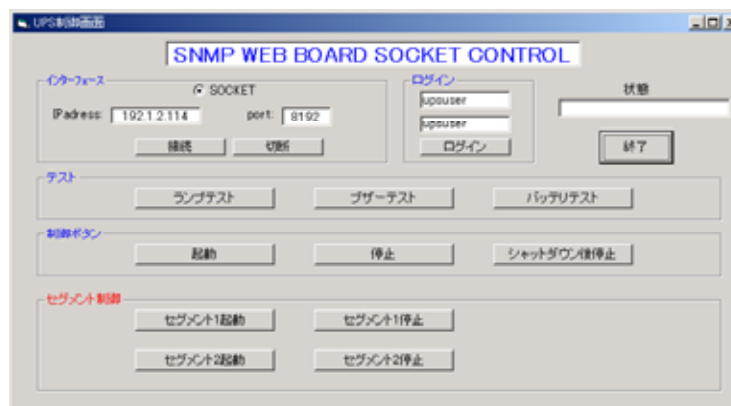 UPS制御画面
SNMP WEB BOARD SOCKET CONTROL
インターフェース
SOCKET
IPadress: 192.1.2.114 port: 8192
接続 切断
ログイン
upsuser
upsuser
ログイン
状態
終了
テスト
ランプテスト ブザーテスト バッテリテスト
制御ボタン
起動 停止 シャットダウン後停止
セグメント制御
セグメント1起動 セグメント1停止
セグメント2起動 セグメント2停止